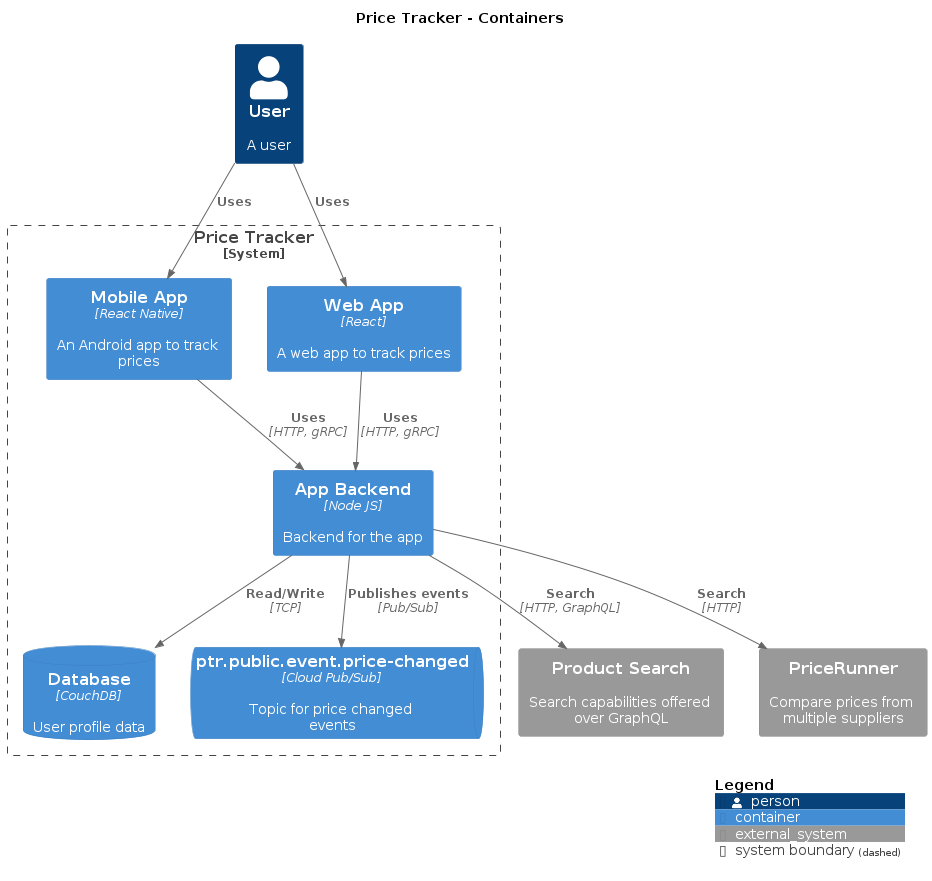 Price Tracker - Containers
User
A user
Uses
Uses
Price Tracker
[System]
Mobile App
[React Native]
An Android app to track
prices
Web App
[React]
A web app to track prices
Uses
[HTTP, gRPC]
Uses
[HTTP, gRPC]
App Backend
[Node JS]
Backend for the app
Read/Write
[TCP]
Publishes events
[Pub/Sub]
Search
[HTTP, GraphQL]
Search
[HTTP]
Database
[CouchDB]
User profile data
ptr.public.event.price-changed
[Cloud Pub/Sub]
Topic for price changed
events
Product Search
Search capabilities offered
over GraphQL
PriceRunner
Compare prices from
multiple suppliers
Legend
person
container
external_system
system boundary (dashed)